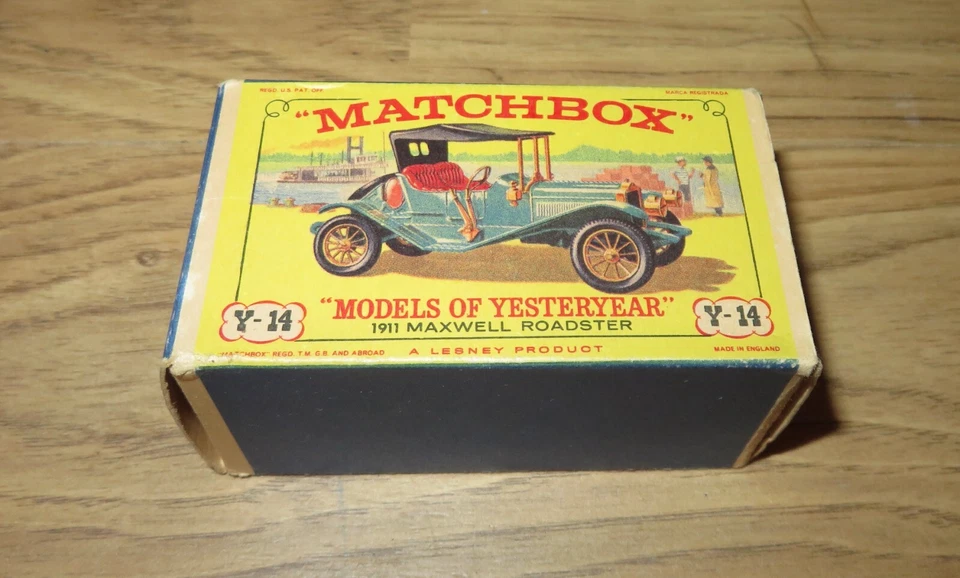 REGD. U.S. PAT. OFF.
MARCA REGISTRADA
"MATCHBOX"
"MODELS OF YESTERYEAR"
Y-14
Y-14
1911 MAXWELL ROADSTER
"MATCHBOX" REGD. T.M. G.B. AND ABROAD
A LESNEY PRODUCT
MADE IN ENGLAND